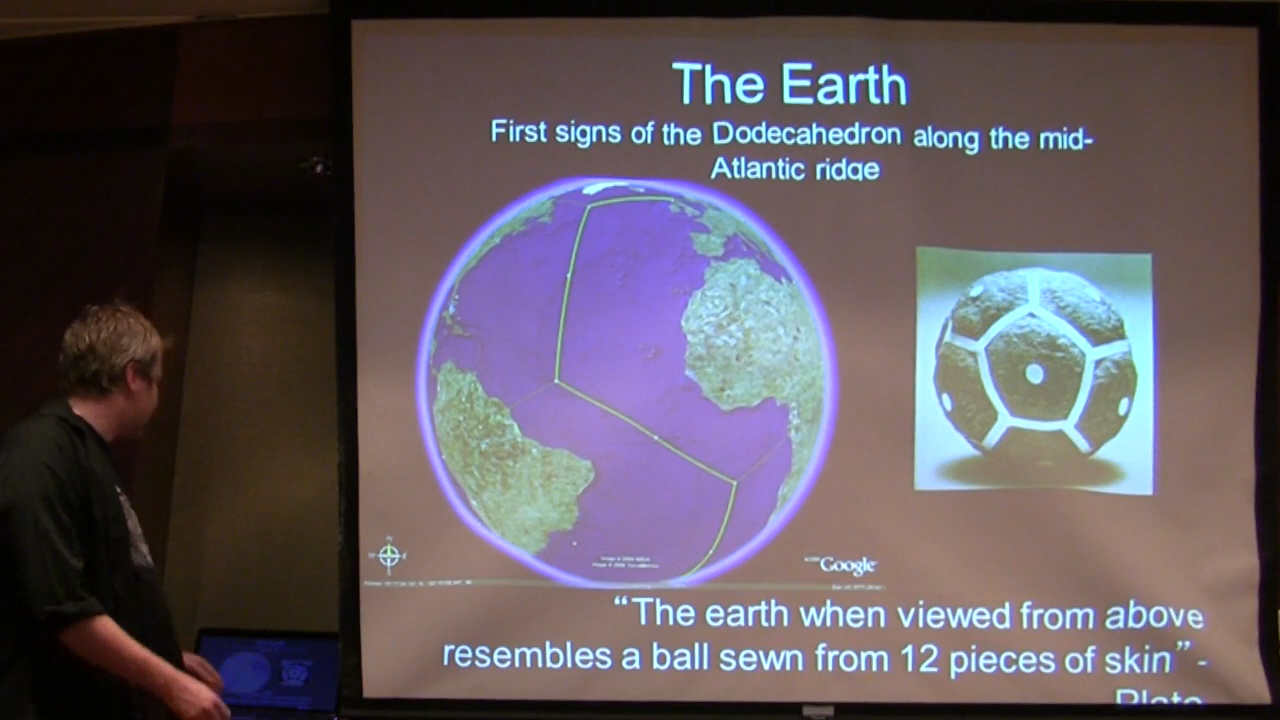 The Earth
First signs of the Dodecahedron along the mid-
Atlantic ridge
Google
“The earth when viewed from above
resembles a ball sewn from 12 pieces of skin” -
Plato